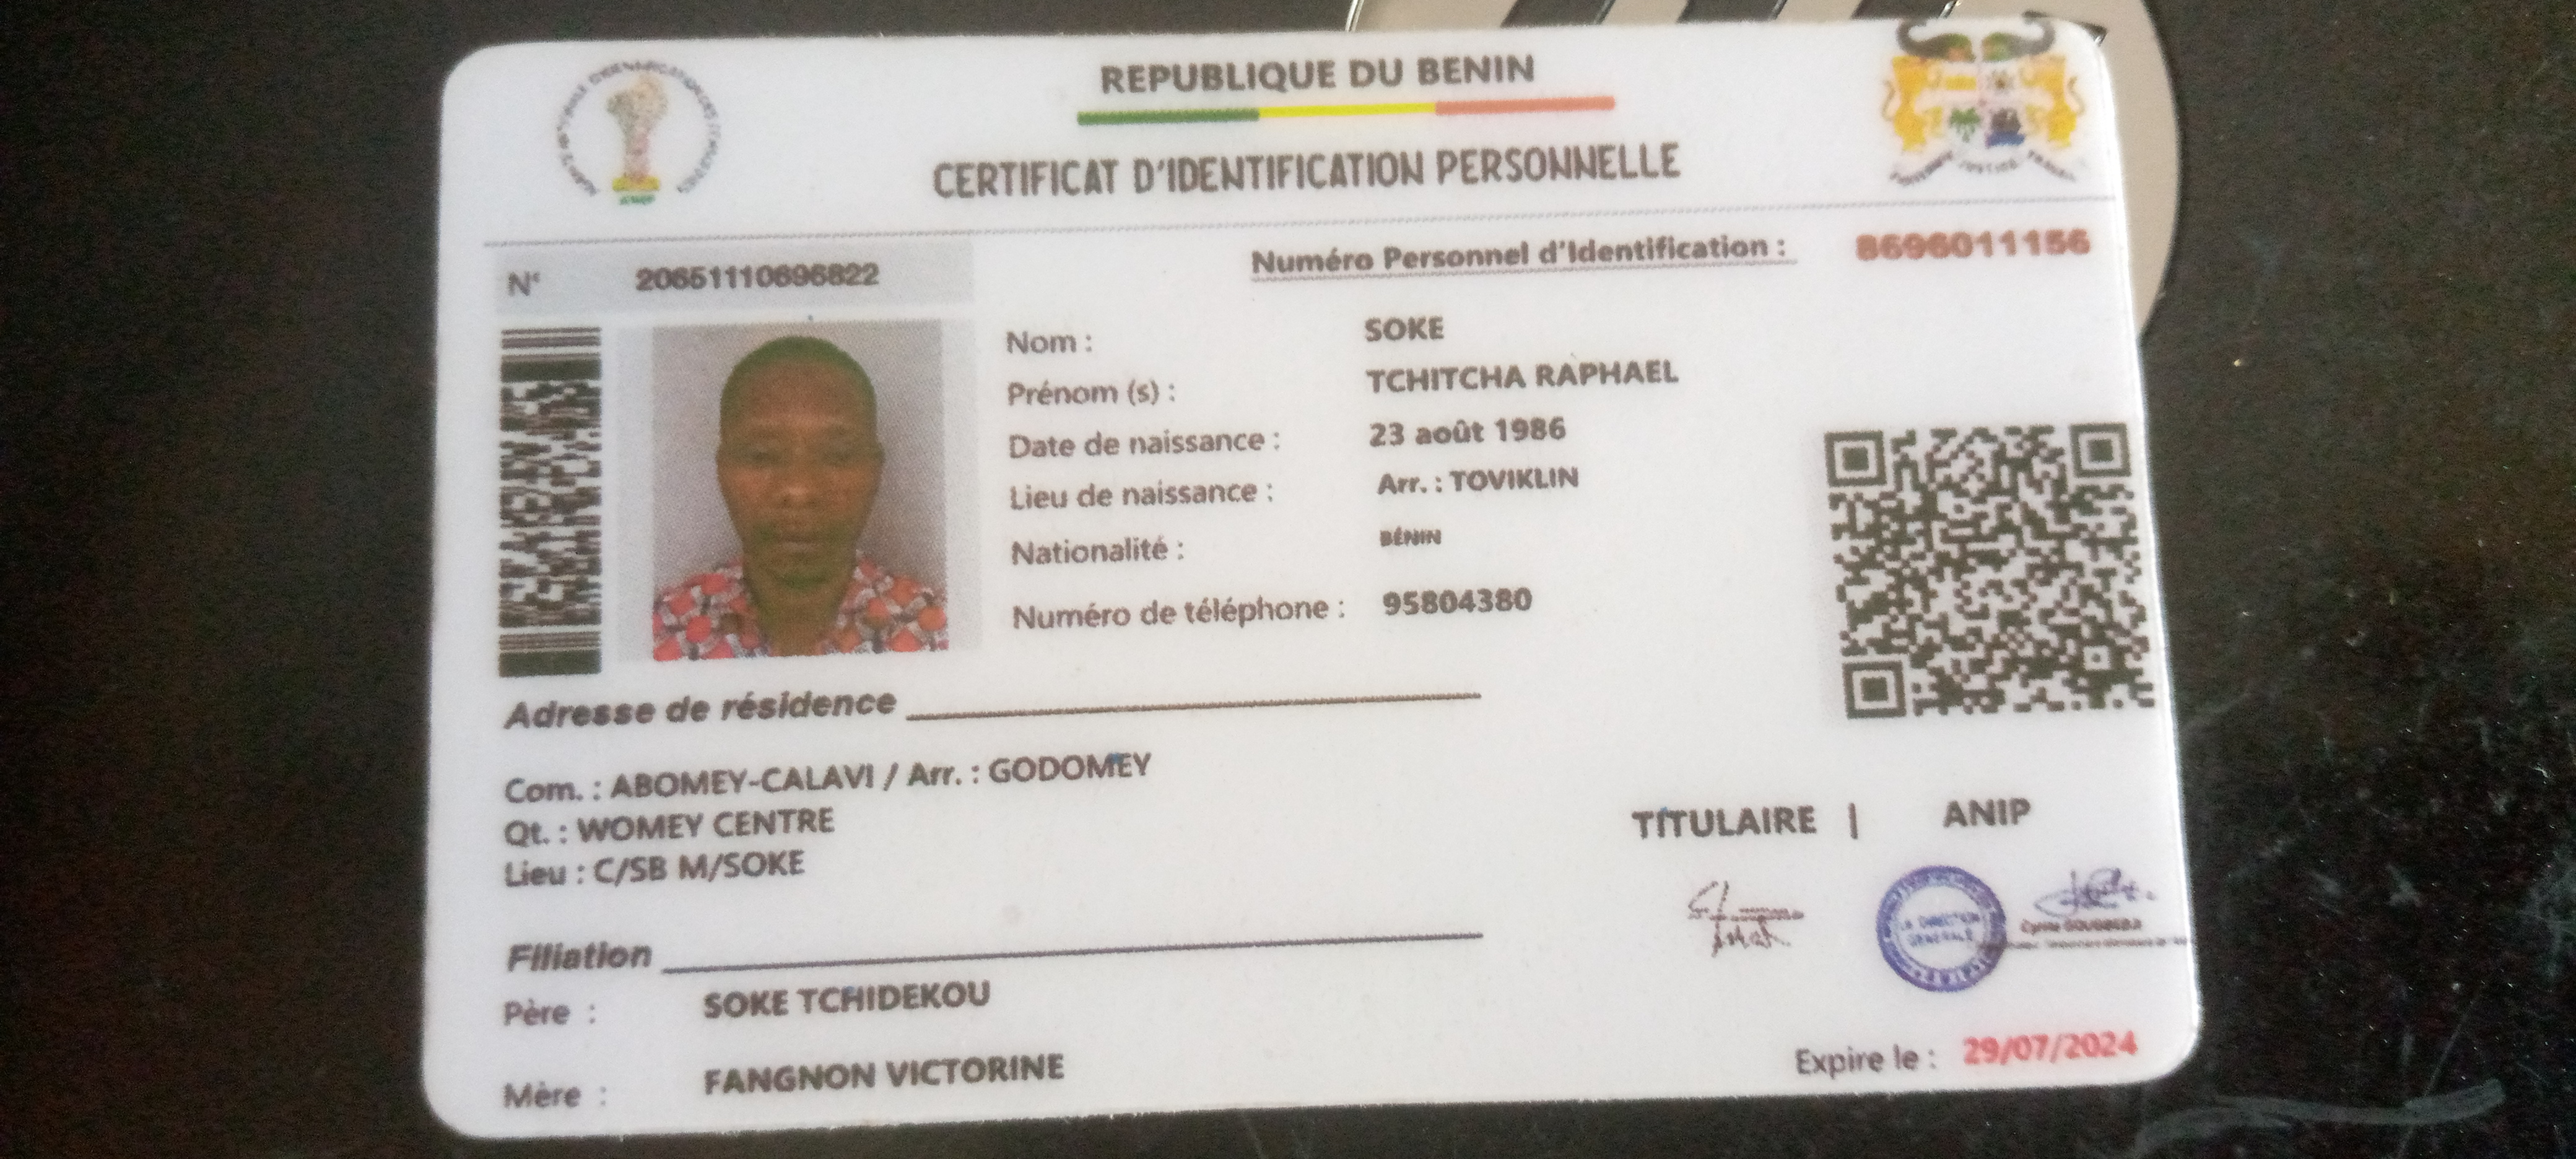 REPUBLIQUE DU BENIN
CERTIFICAT D'IDENTIFICATION PERSONNELLE
ANIP
N° 20651110696822
Numéro Personnel d'Identification : 8696011156
Nom : SOKE
Prénom (s) : TCHITCHA RAPHAEL
Date de naissance : 23 août 1986
Lieu de naissance : Arr. : TOVIKLIN
Nationalité : BÉNIN
Numéro de téléphone : 95804380
Adresse de résidence
Com. : ABOMEY-CALAVI / Arr. : GODOMEY
Qt. : WOMEY CENTRE
Lieu : C/SB M/SOKE
TITULAIRE | ANIP
LA DIRECTION
GENERALE
Filiation
Père : SOKE TCHIDEKOU
Mère : FANGNON VICTORINE
Expire le : 29/07/2024